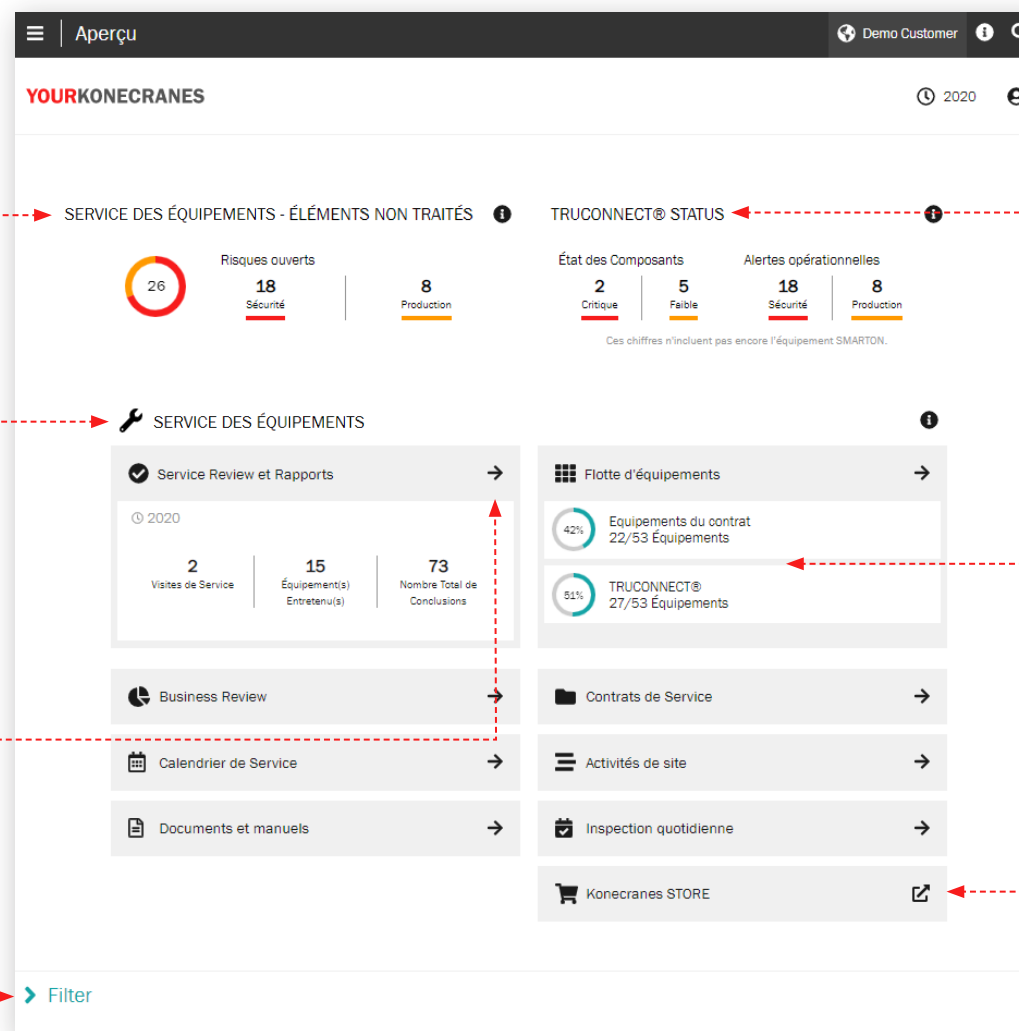 Aperçu
Demo Customer
YOURKONECRANES
2020
SERVICE DES ÉQUIPEMENTS - ÉLÉMENTS NON TRAITÉS
26
Risques ouverts
18
Sécurité
8
Production
TRUCONNECT® STATUS
État des Composants
2
Critique
5
Faible
Alertes opérationnelles
18
Sécurité
8
Production
Ces chiffres n'incluent pas encore l'équipement SMARTON.
SERVICE DES ÉQUIPEMENTS
Service Review et Rapports
2020
2
Visites de Service
15
Équipement(s)
Entretenu(s)
73
Nombre Total de
Conclusions
Flotte d'équipements
42%
Equipements du contrat
22/53 Équipements
51%
TRUCONNECT®
27/53 Équipements
Business Review
Contrats de Service
Calendrier de Service
Activités de site
Documents et manuels
Inspection quotidienne
Konecranes STORE
Filter